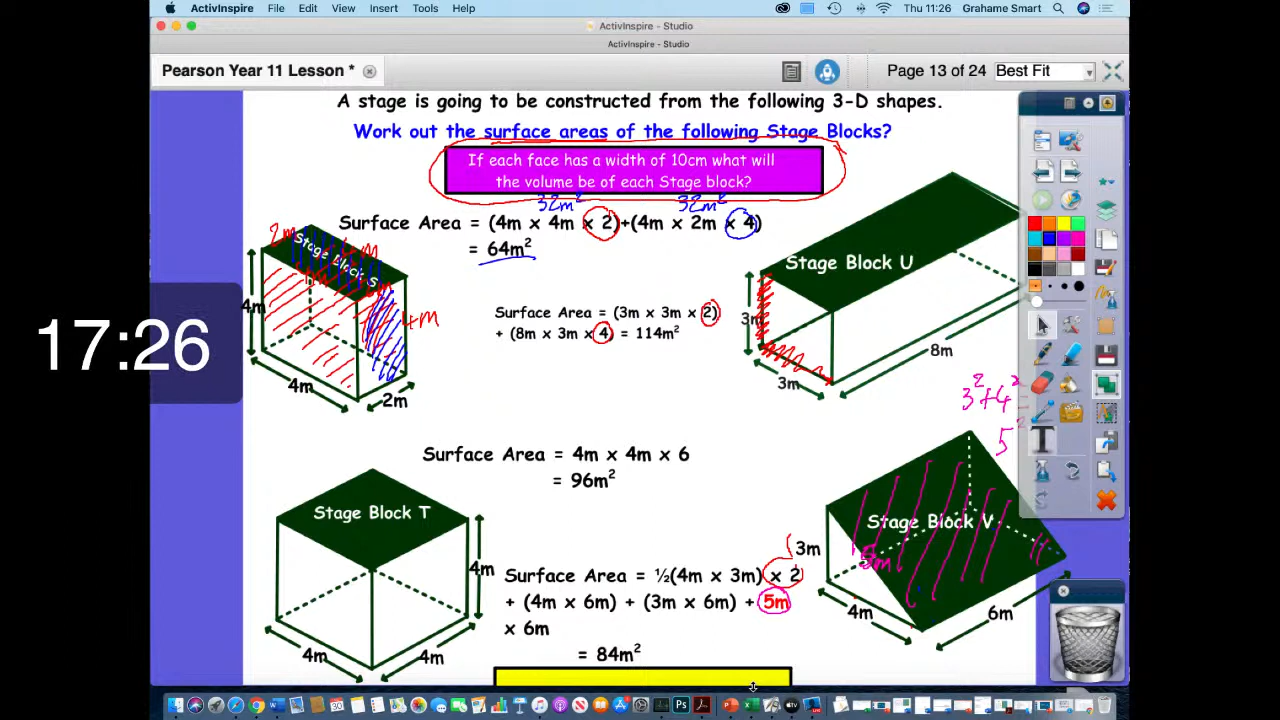 ActivInspire File Edit View Insert Tools Help Thu 11:26 Grahame Smart
ActivInspire - Studio
ActivInspire - Studio
Pearson Year 11 Lesson *
Page 13 of 24
Best Fit
A stage is going to be constructed from the following 3-D shapes.
Work out the surface areas of the following Stage Blocks?
If each face has a width of 10cm what will
the volume be of each Stage block?
32m² 32m²
Surface Area = (4m x 4m x 2)+(4m x 2m x 4)
= 64m²
2m
Stage Block S
4m
4m
4m
2m
Surface Area = (3m x 3m x 2)
+ (8m x 3m x 4) = 114m²
Stage Block U
3m
3m
8m
17:26
3²+4²
5²
Surface Area = 4m x 4m x 6
= 96m²
Stage Block T
4m
4m
4m
Stage Block V
5m
3m
4m
6m
Surface Area = ½(4m x 3m) x 2
+ (4m x 6m) + (3m x 6m) + 5m
x 6m
= 84m²
T